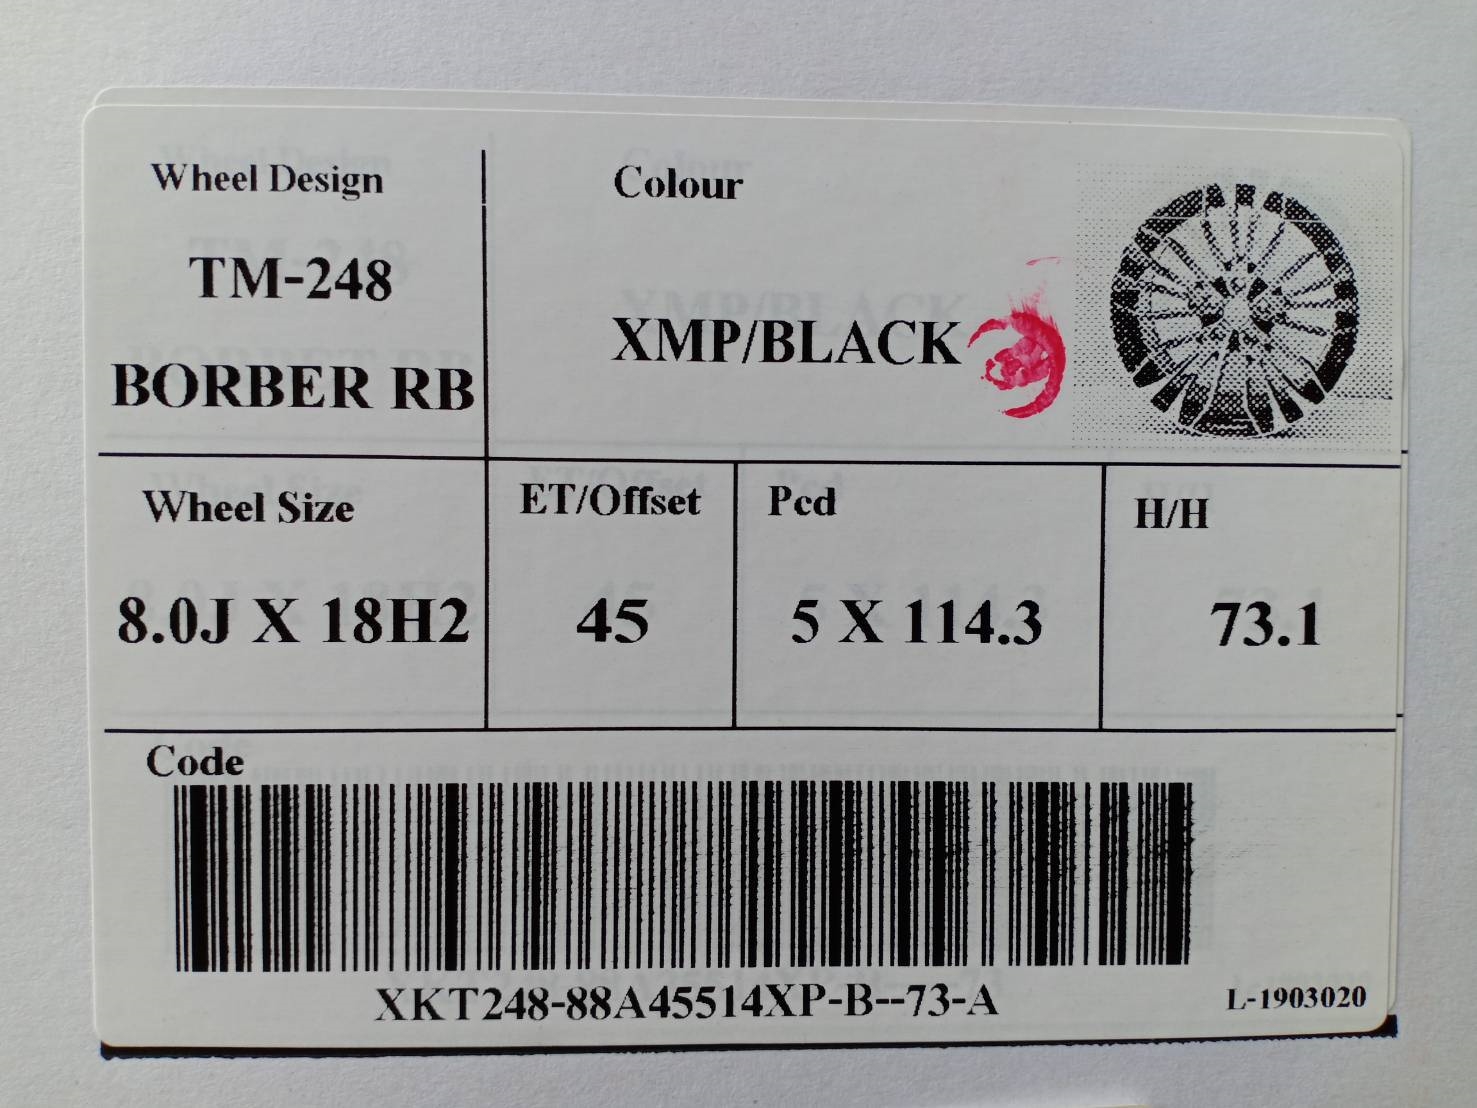 Wheel Design
Colour
TM-248
XMP/BLACK
BORBER RB
Wheel Size
ET/Offset
Pcd
H/H
8.0J X 18H2
45
5 X 114.3
73.1
Code
XKT248-88A45514XP-B--73-A
L-1903020